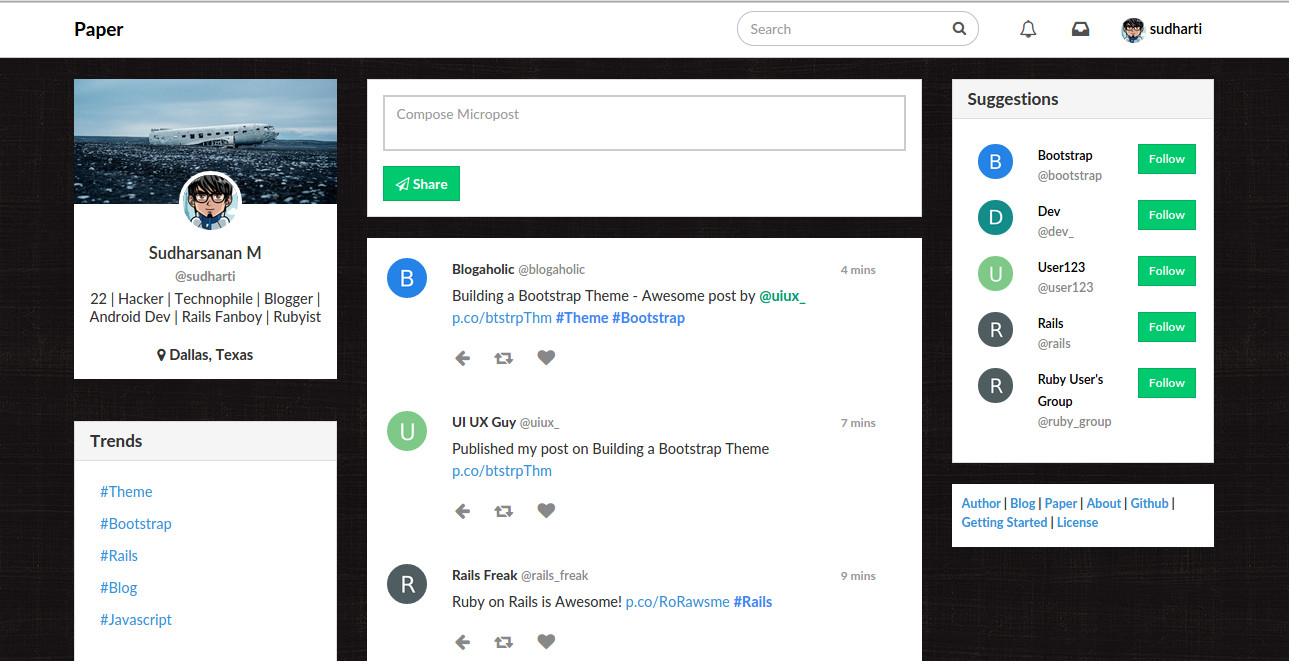 Paper
Search
sudharti
Sudharsanan M
@sudharti
22 | Hacker | Technophile | Blogger |
Android Dev | Rails Fanboy | Rubyist
Dallas, Texas
Trends
#Theme
#Bootstrap
#Rails
#Blog
#Javascript
Compose Micropost
Share
B
Blogaholic @blogaholic
4 mins
Building a Bootstrap Theme - Awesome post by @uiux_
p.co/btstrpThm #Theme #Bootstrap
U
UI UX Guy @uiux_
7 mins
Published my post on Building a Bootstrap Theme
p.co/btstrpThm
R
Rails Freak @rails_freak
9 mins
Ruby on Rails is Awesome! p.co/RoRawsme #Rails
Suggestions
B
Bootstrap
@bootstrap
Follow
D
Dev
@dev_
Follow
U
User123
@user123
Follow
R
Rails
@rails
Follow
R
Ruby User's
Group
@ruby_group
Follow
Author | Blog | Paper | About | Github |
Getting Started | License